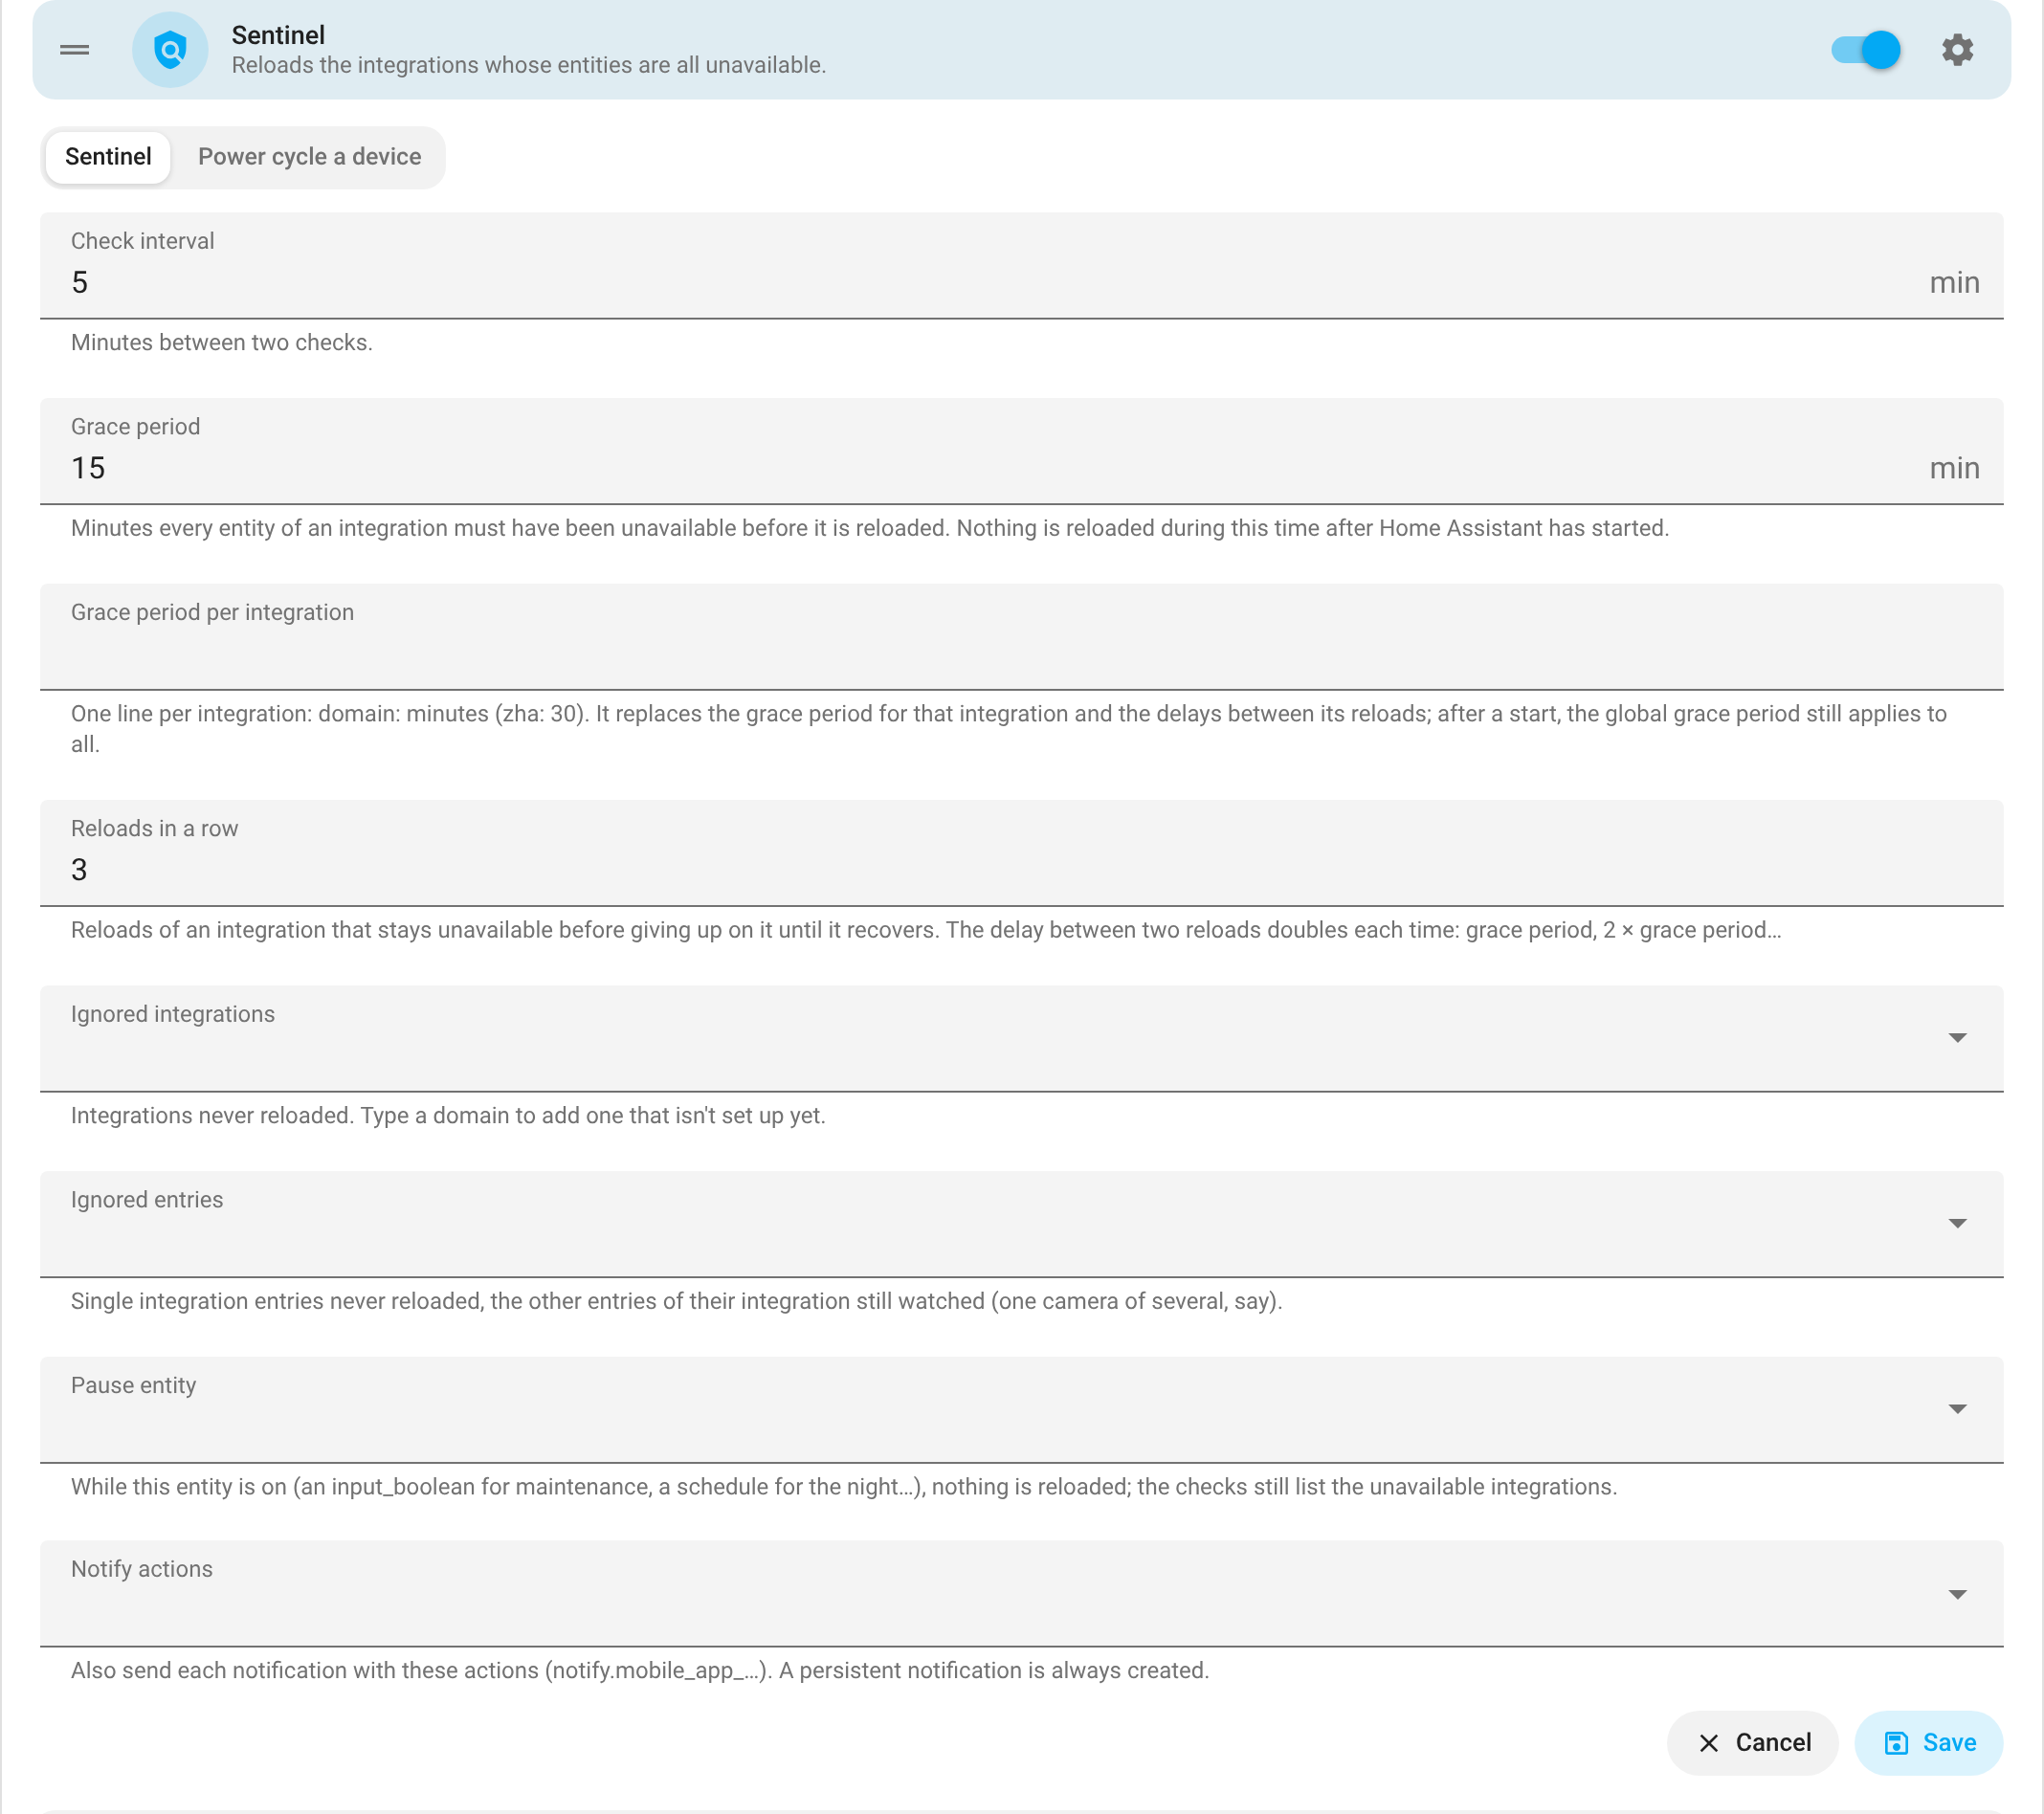 Sentinel
Reloads the integrations whose entities are all unavailable.
Sentinel
Power cycle a device
Check interval
5
min
Minutes between two checks.
Grace period
15
min
Minutes every entity of an integration must have been unavailable before it is reloaded. Nothing is reloaded during this time after Home Assistant has started.
Grace period per integration
One line per integration: domain: minutes (zha: 30). It replaces the grace period for that integration and the delays between its reloads; after a start, the global grace period still applies to
all.
Reloads in a row
3
Reloads of an integration that stays unavailable before giving up on it until it recovers. The delay between two reloads doubles each time: grace period, 2 × grace period…
Ignored integrations
Integrations never reloaded. Type a domain to add one that isn't set up yet.
Ignored entries
Single integration entries never reloaded, the other entries of their integration still watched (one camera of several, say).
Pause entity
While this entity is on (an input_boolean for maintenance, a schedule for the night…), nothing is reloaded; the checks still list the unavailable integrations.
Notify actions
Also send each notification with these actions (notify.mobile_app_…). A persistent notification is always created.
Cancel
Save